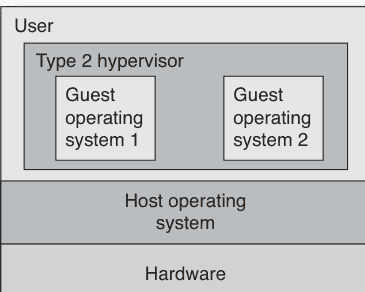 User
Type 2 hypervisor
Guest
operating
system 1
Guest
operating
system 2
Host operating
system
Hardware